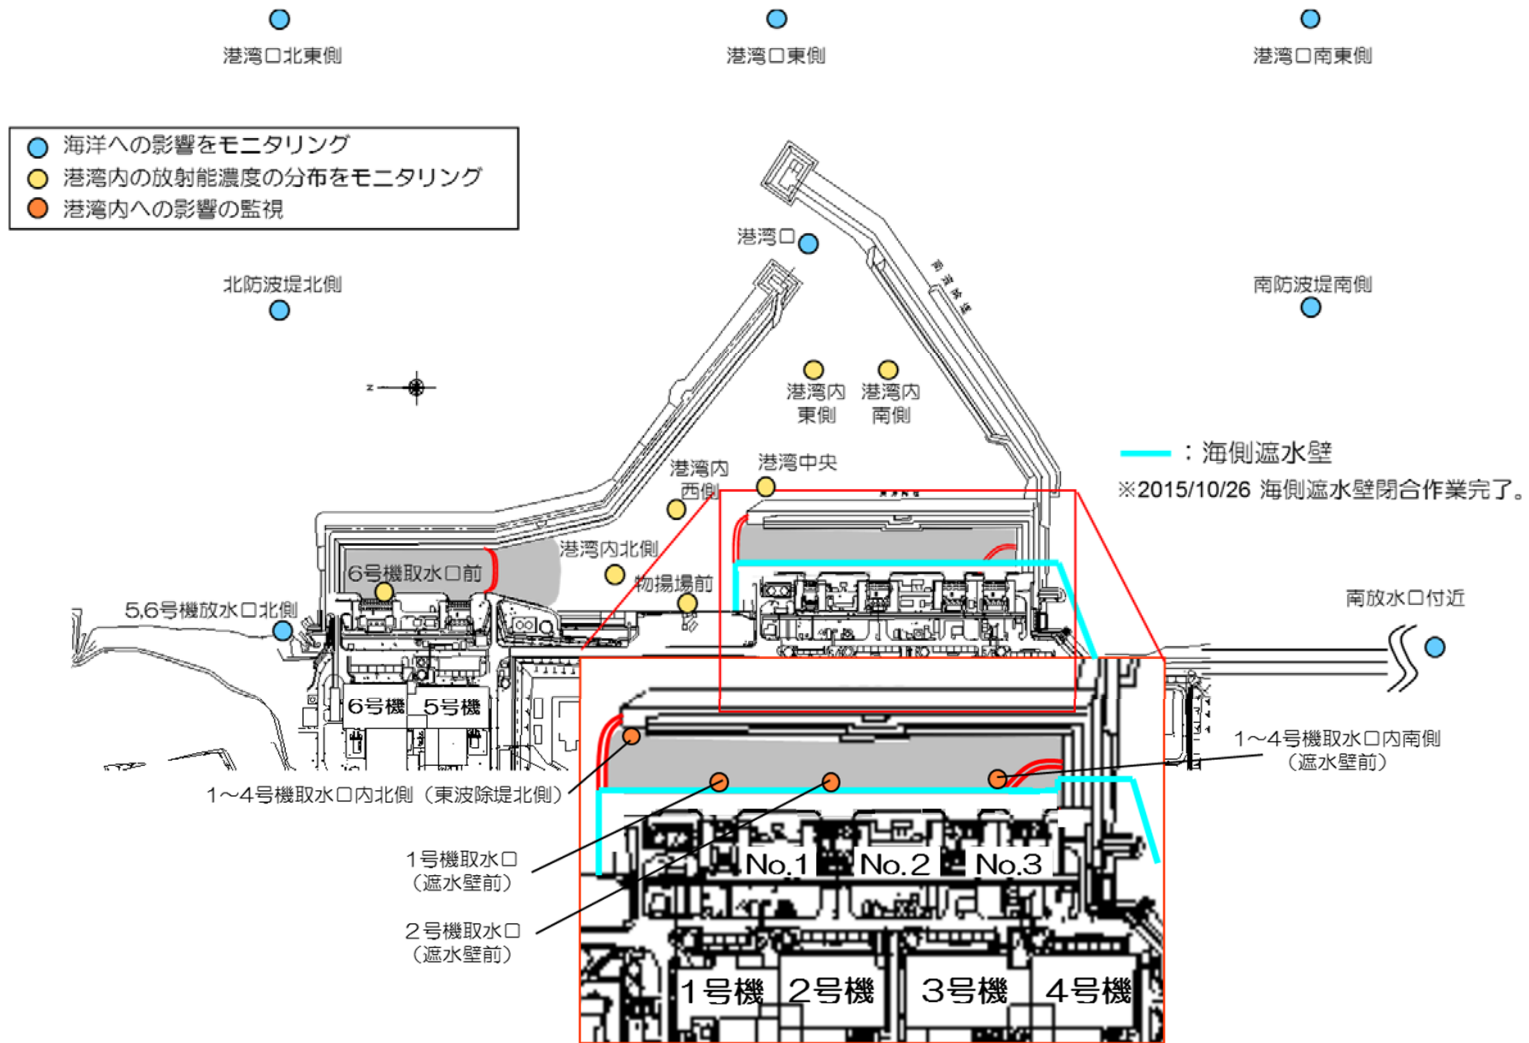 港湾口北東側
港湾口東側
港湾口南東側
海洋への影響をモニタリング
港湾内の放射能濃度の分布をモニタリング
港湾内への影響の監視
港湾口
北防波堤北側
南防波堤南側
N
港湾内
東側
港湾内
南側
：海側遮水壁
※2015/10/26 海側遮水壁閉合作業完了。
港湾中央
港湾内
西側
港湾内北側
6号機取水口前
物揚場前
5,6号機放水口北側
南放水口付近
6号機
5号機
1～4号機取水口内南側
（遮水壁前）
1～4号機取水口内北側（東波除堤北側）
1号機取水口
（遮水壁前）
2号機取水口
（遮水壁前）
No.1
No.2
No.3
1号機
2号機
3号機
4号機